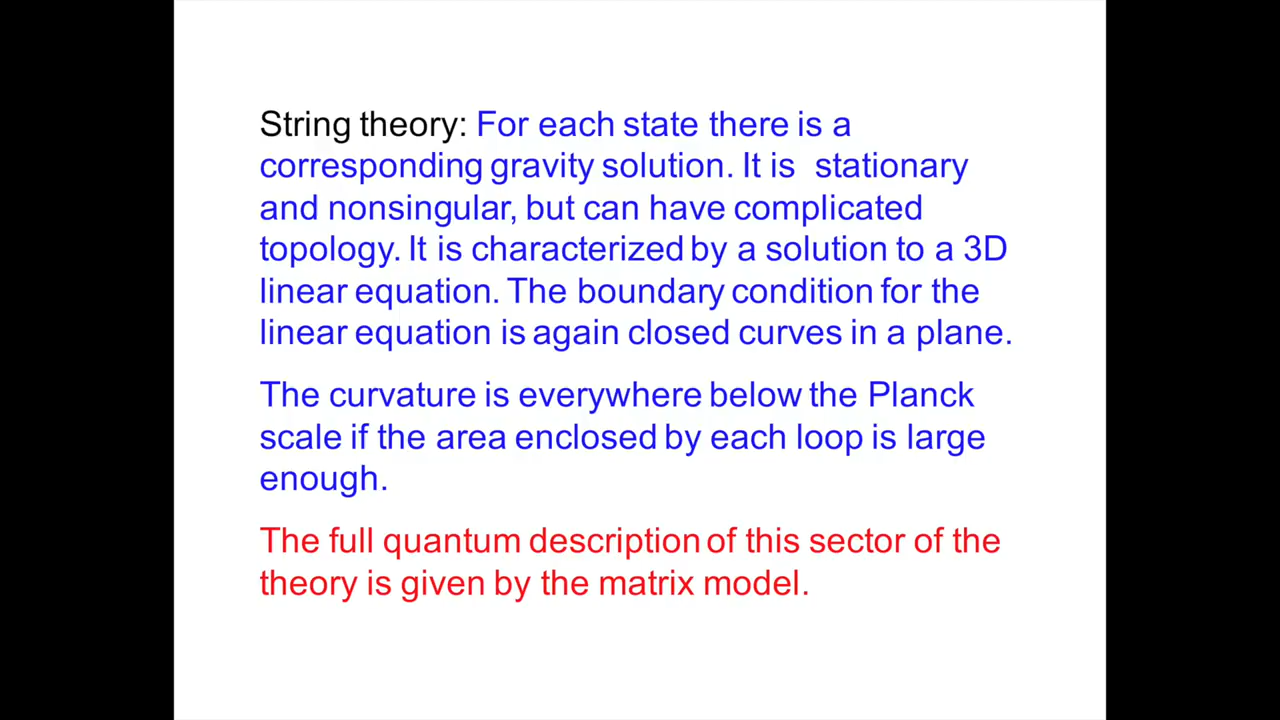 String theory: For each state there is a
corresponding gravity solution. It is stationary
and nonsingular, but can have complicated
topology. It is characterized by a solution to a 3D
linear equation. The boundary condition for the
linear equation is again closed curves in a plane.
The curvature is everywhere below the Planck
scale if the area enclosed by each loop is large
enough.
The full quantum description of this sector of the
theory is given by the matrix model.